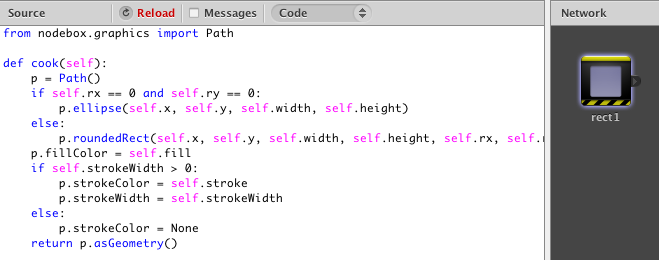 Source Reload Messages Code Network
from nodebox.graphics import Path
def cook(self):
    p = Path()
    if self.rx == 0 and self.ry == 0:
        p.ellipse(self.x, self.y, self.width, self.height)
    else:
        p.roundedRect(self.x, self.y, self.width, self.height, self.rx, self.
    p.fillColor = self.fill
    if self.strokeWidth > 0:
        p.strokeColor = self.stroke
        p.strokeWidth = self.strokeWidth
    else:
        p.strokeColor = None
    return p.asGeometry()
rect1